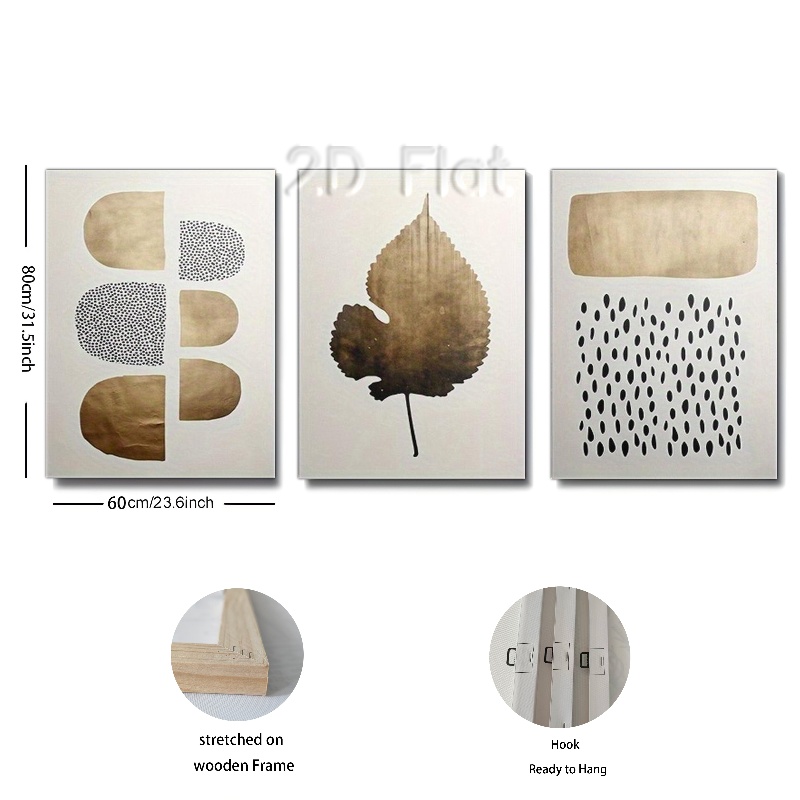 2D Flat
80cm/31.5inch
60cm/23.6inch
stretched on
wooden Frame
Hook
Ready to Hang